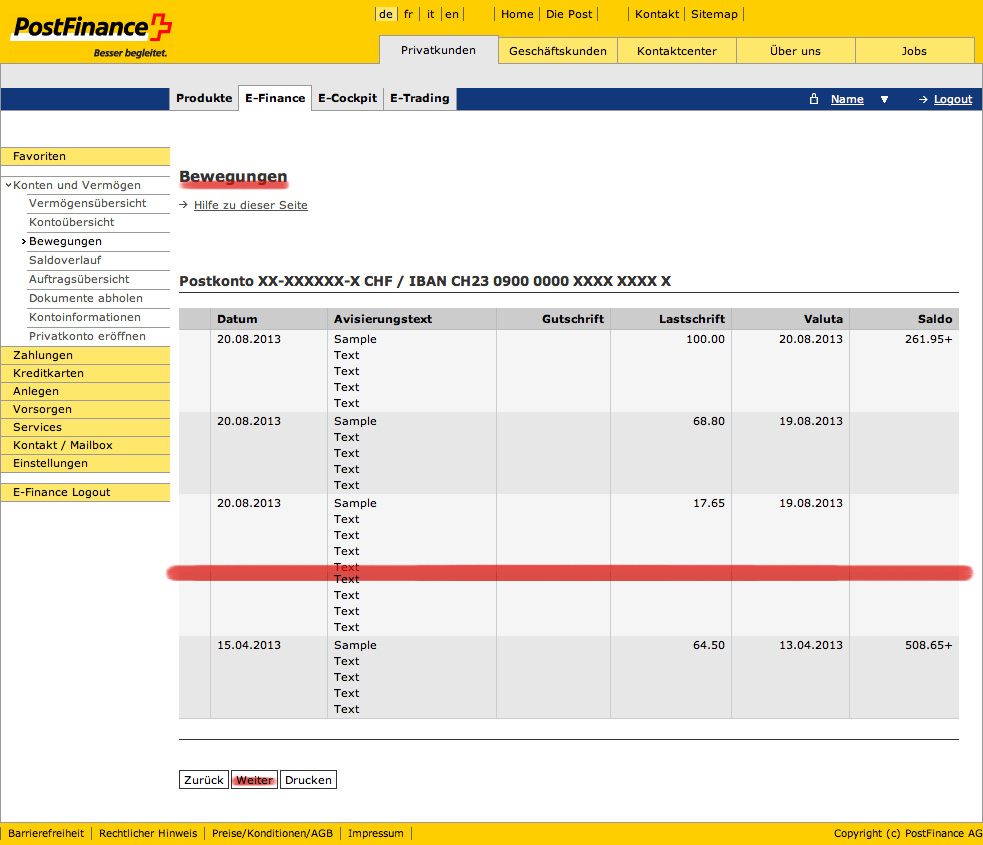 PostFinance
Besser begleitet.
de fr it en Home Die Post Kontakt Sitemap
Privatkunden Geschäftskunden Kontaktcenter Über uns Jobs
Produkte E-Finance E-Cockpit E-Trading Name Logout
Favoriten
Konten und Vermögen
Vermögensübersicht
Kontoübersicht
Bewegungen
Saldoverlauf
Auftragsübersicht
Dokumente abholen
Kontoinformationen
Privatkonto eröffnen
Zahlungen
Kreditkarten
Anlegen
Vorsorgen
Services
Kontakt / Mailbox
Einstellungen
E-Finance Logout
Bewegungen
Hilfe zu dieser Seite
Postkonto XX-XXXXXX-X CHF / IBAN CH23 0900 0000 XXXX XXXX X
Datum Avisierungstext Gutschrift Lastschrift Valuta Saldo
20.08.2013 Sample 100.00 20.08.2013 261.95+
Text
Text
Text
Text
20.08.2013 Sample 68.80 19.08.2013
Text
Text
Text
Text
20.08.2013 Sample 17.65 19.08.2013
Text
Text
Text
Text
Text
Text
Text
Text
15.04.2013 Sample 64.50 13.04.2013 508.65+
Text
Text
Text
Text
Zurück Weiter Drucken
Barrierefreiheit Rechtlicher Hinweis Preise/Konditionen/AGB Impressum Copyright (c) PostFinance AG